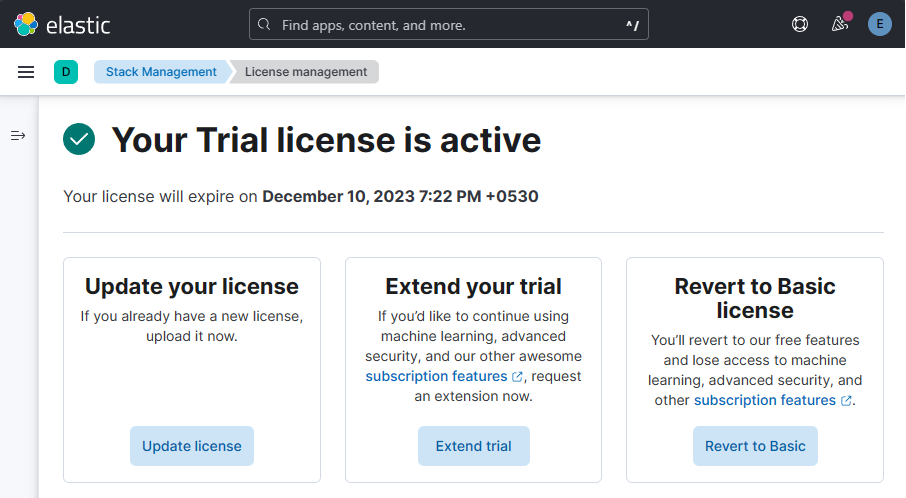 elastic
Find apps, content, and more.
^/
E
D
Stack Management
License management
Your Trial license is active
Your license will expire on December 10, 2023 7:22 PM +0530
Update your license
If you already have a new license,
upload it now.
Update license
Extend your trial
If you’d like to continue using
machine learning, advanced
security, and our other awesome
subscription features , request
an extension now.
Extend trial
Revert to Basic
license
You’ll revert to our free features
and lose access to machine
learning, advanced security, and
other subscription features .
Revert to Basic